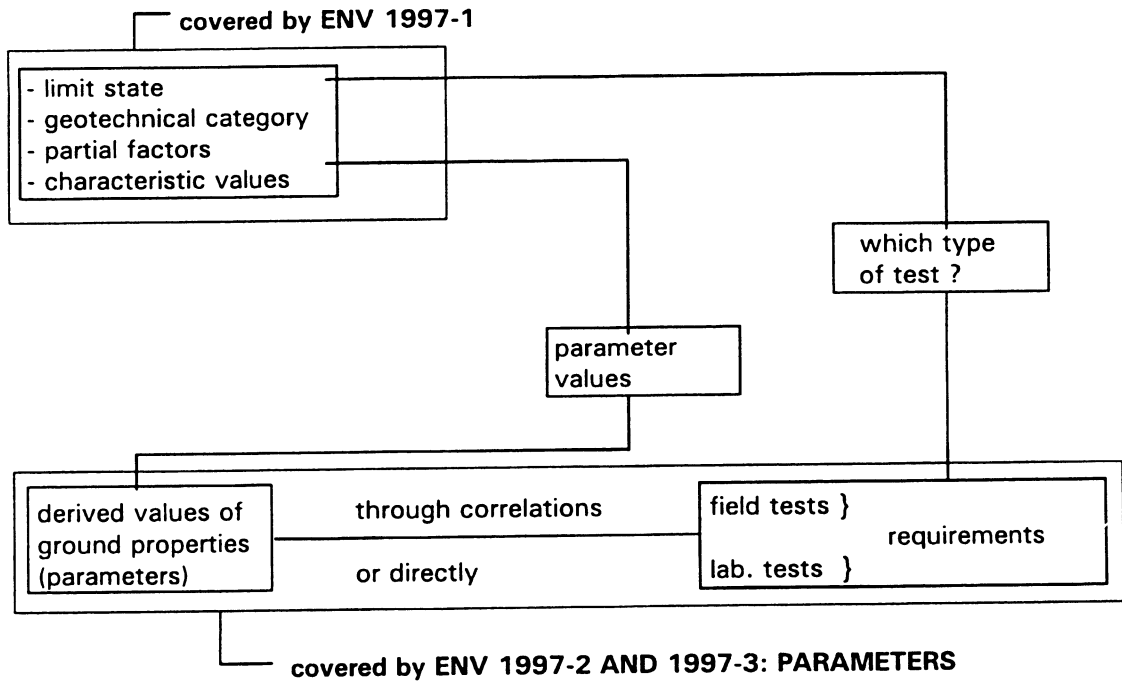 covered by ENV 1997-1
- limit state
- geotechnical category
- partial factors
- characteristic values
which type
of test ?
parameter
values
derived values of
ground properties
(parameters)
through correlations
or directly
field tests }
requirements
lab. tests }
covered by ENV 1997-2 AND 1997-3: PARAMETERS